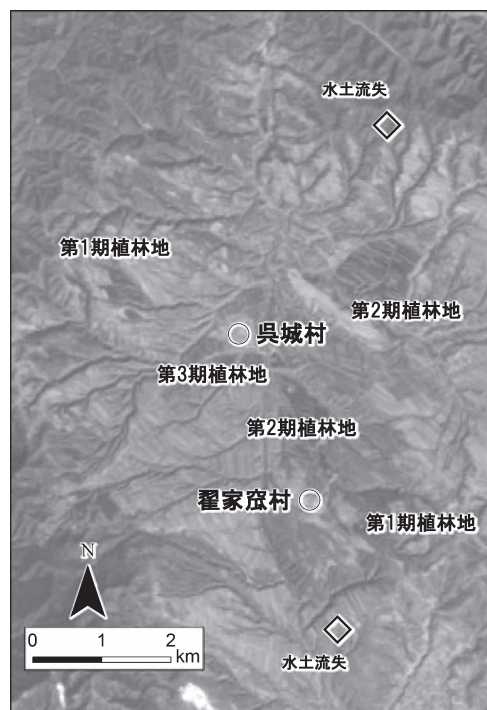 水土流失
第1期植林地
第2期植林地
呉城村
第3期植林地
第2期植林地
翟家窊村
第1期植林地
N
0 1 2
km
水土流失